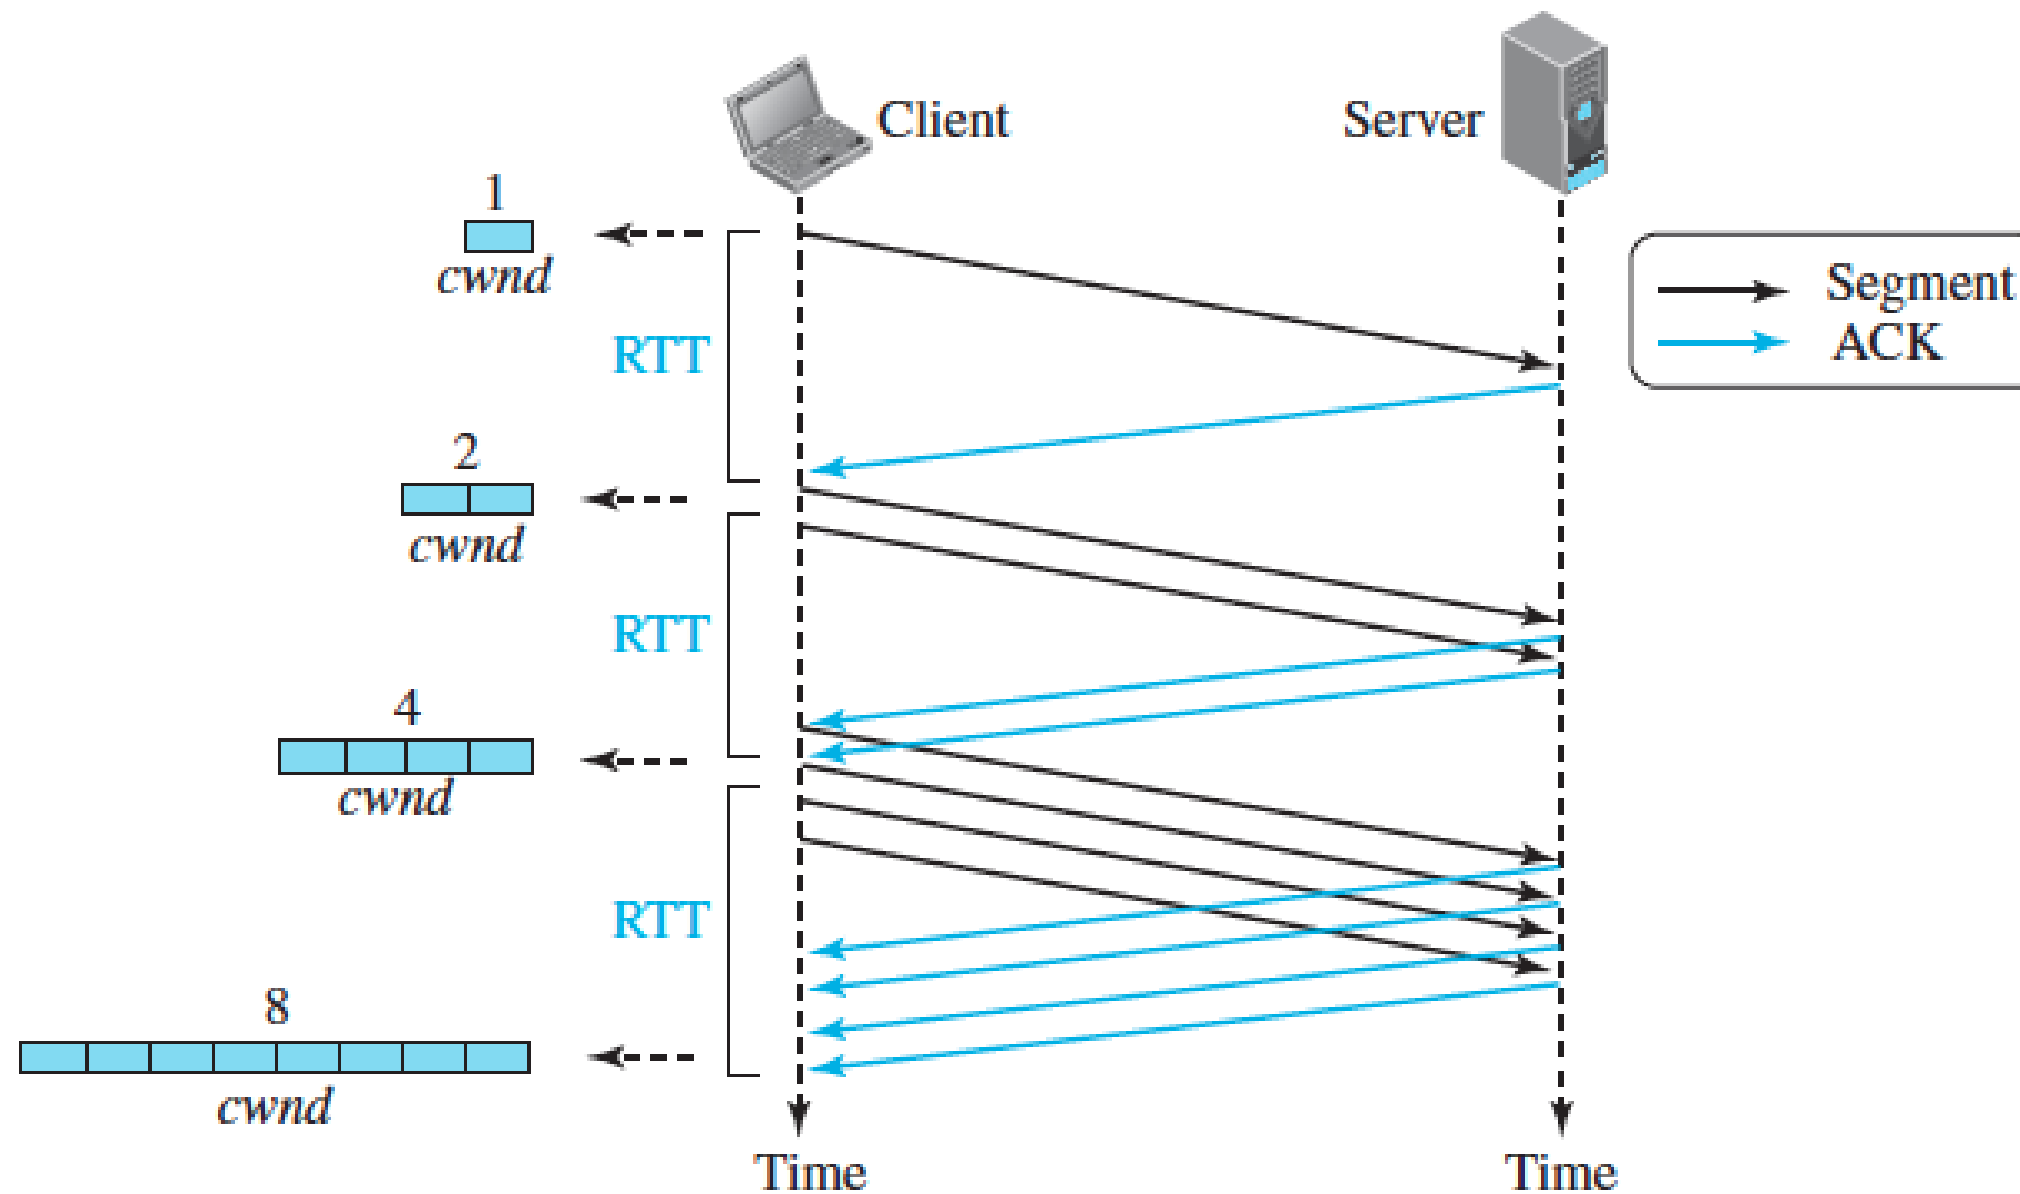 Client
Server
1
cwnd
Segment
ACK
RTT
2
cwnd
RTT
4
cwnd
RTT
8
cwnd
Time
Time